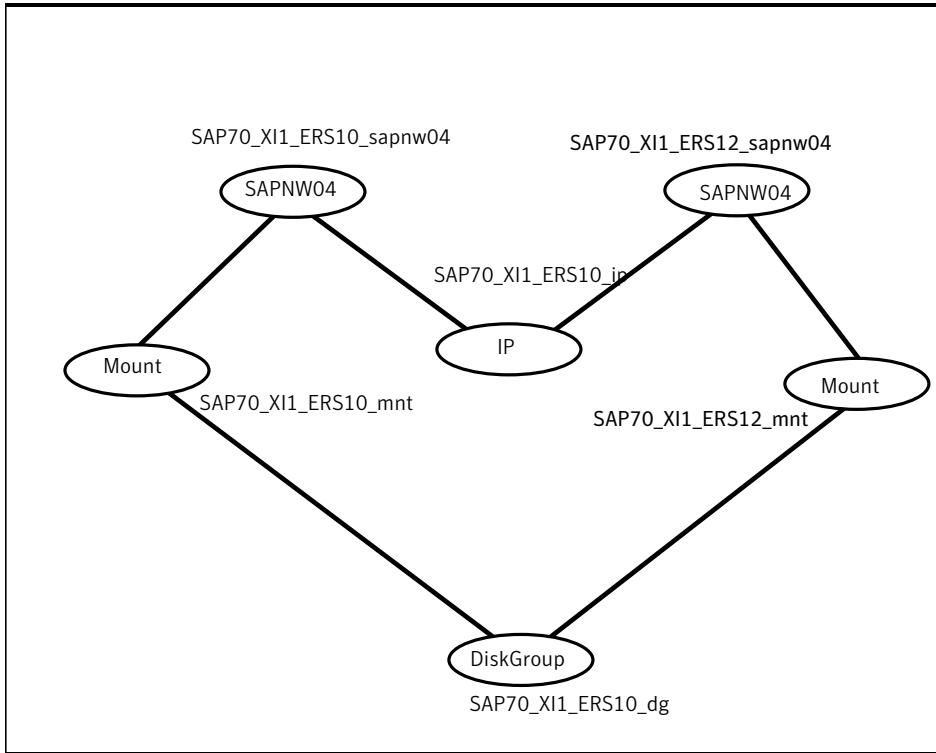 SAP70_XI1_ERS10_sapnw04
SAP70_XI1_ERS12_sapnw04
SAPNW04
SAPNW04
SAP70_XI1_ERS10_ip
IP
Mount
Mount
SAP70_XI1_ERS10_mnt
SAP70_XI1_ERS12_mnt
DiskGroup
SAP70_XI1_ERS10_dg